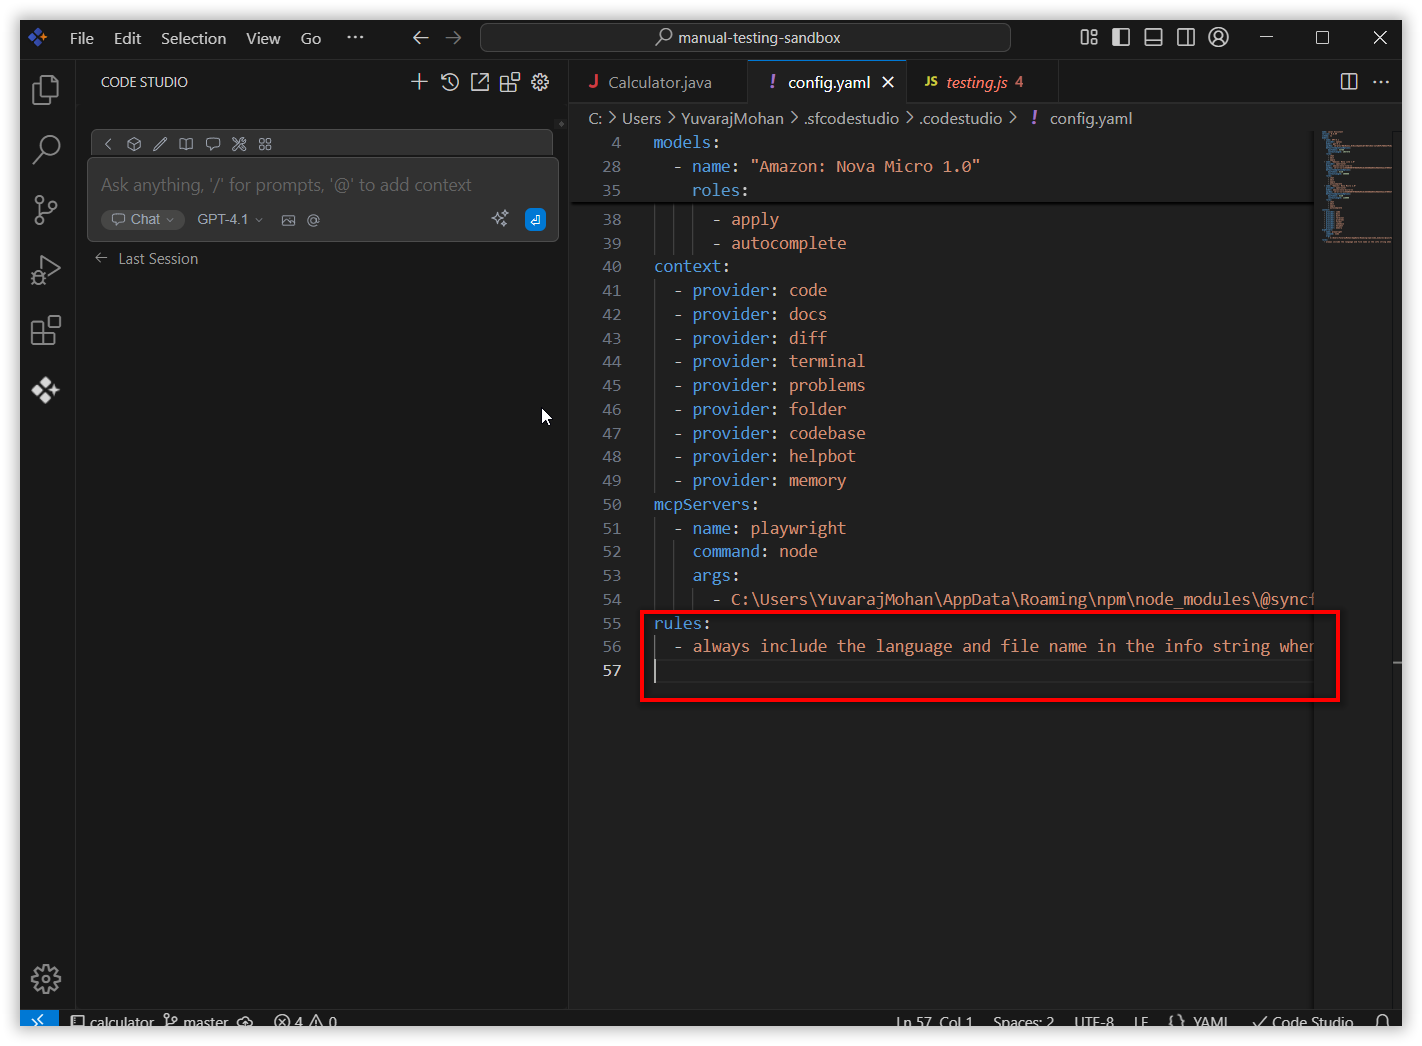 File Edit Selection View Go ··· manual-testing-sandbox
CODE STUDIO
J Calculator.java ! config.yaml JS testing.js 4
C: > Users > YuvarajMohan > .sfcodestudio > .codestudio > ! config.yaml
Ask anything, '/' for prompts, '@' to add context
Chat GPT-4.1 @
Last Session
4 models:
28 - name: "Amazon: Nova Micro 1.0"
35 roles:
38 - apply
39 - autocomplete
40 context:
41 - provider: code
42 - provider: docs
43 - provider: diff
44 - provider: terminal
45 - provider: problems
46 - provider: folder
47 - provider: codebase
48 - provider: helpbot
49 - provider: memory
50 mcpServers:
51 - name: playwright
52 command: node
53 args:
54 - C:\Users\YuvarajMohan\AppData\Roaming\npm\node_modules\@syncf
55 rules:
56 - always include the language and file name in the info string when
57
calculator master 4 0 Ln 57, Col 1 Spaces: 2 UTF-8 LF {} YAML Code Studio